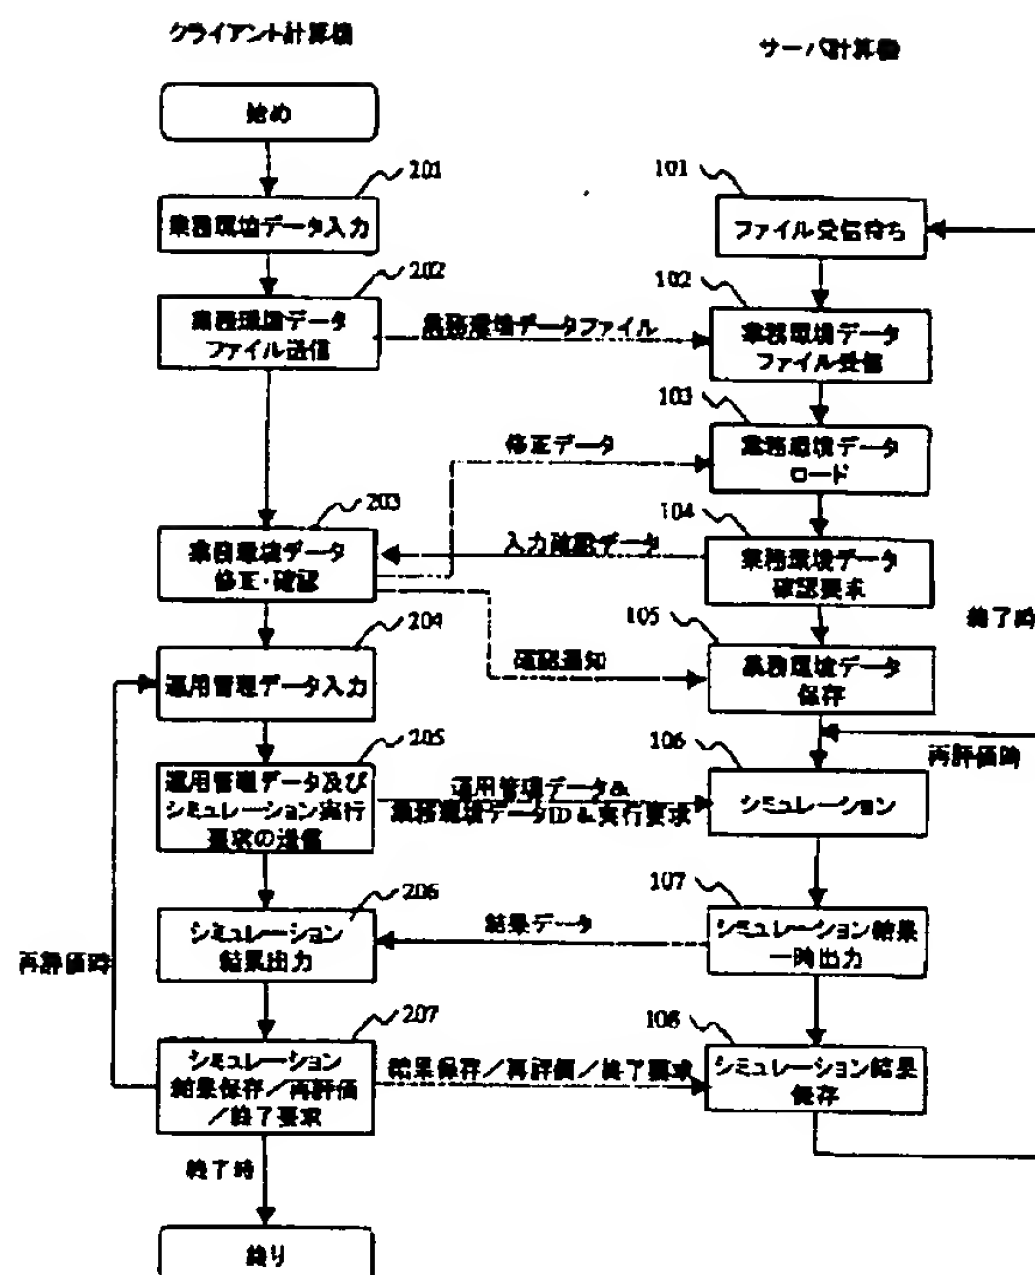 クライアント計算機
サーバ計算機
始め
201
業務環境データ入力
101
ファイル受信待ち
202
業務環境データ
ファイル送信
業務環境データファイル
102
業務環境データ
ファイル受信
103
業務環境データ
ロード
修正データ
203
業務環境データ
修正・確認
入力確認データ
104
業務環境データ
確認要求
終了時
204
運用管理データ入力
確認通知
105
業務環境データ
保存
再評価時
205
運用管理データ及び
シミュレーション実行
要求の送信
運用管理データ&
業務環境データID&実行要求
106
シミュレーション
206
シミュレーション
結果出力
結果データ
107
シミュレーション結果
一時出力
再評価時
207
シミュレーション
結果保存/再評価
/終了要求
結果保存/再評価/終了要求
108
シミュレーション結果
保存
終了時
終り